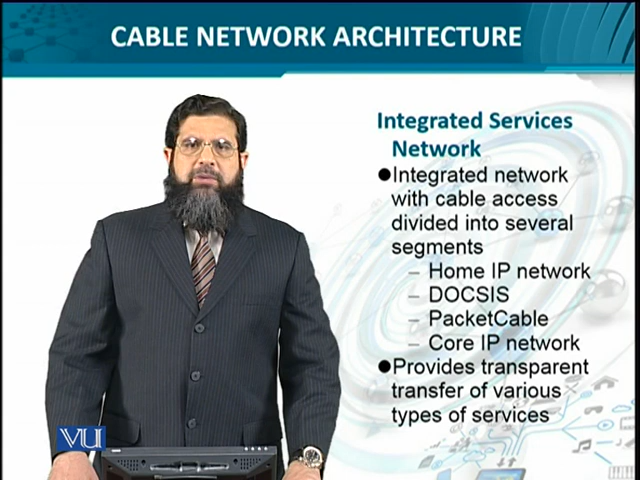 CABLE NETWORK ARCHITECTURE
Integrated Services
Network
●Integrated network
with cable access
divided into several
segments
– Home IP network
– DOCSIS
– PacketCable
– Core IP network
●Provides transparent
transfer of various
types of services
VU